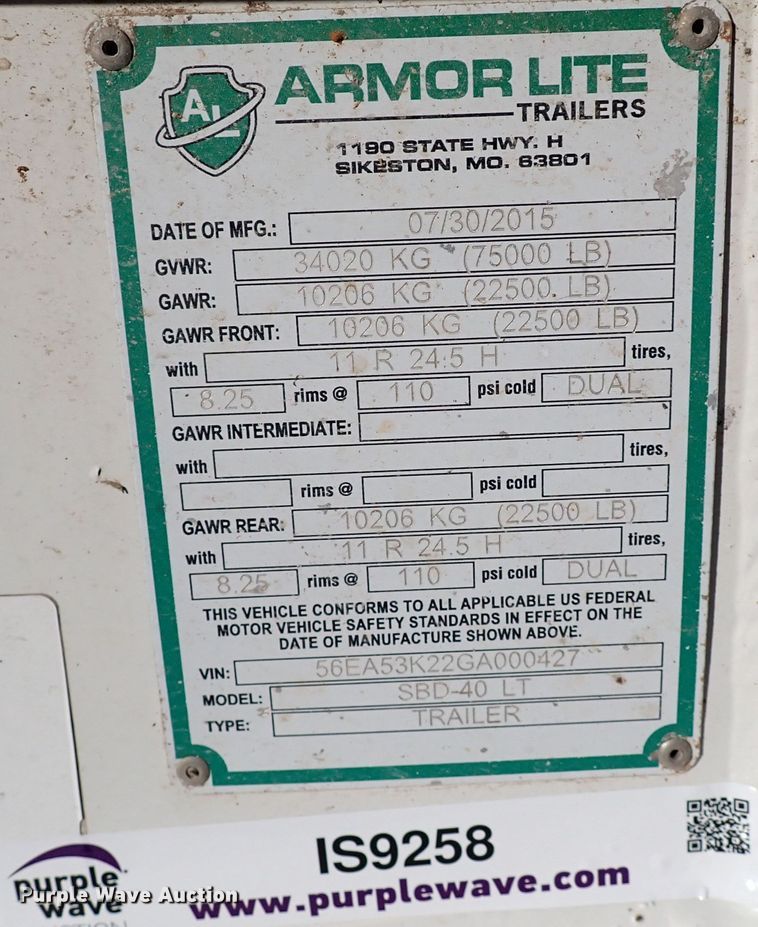 AL
ARMOR LITE
TRAILERS
1190 STATE HWY. H
SIKESTON, MO. 63801
DATE OF MFG.: 07/30/2015
GVWR: 34020 KG (75000 LB)
GAWR: 10206 KG (22500. LB)
GAWR FRONT: 10206 KG (22500 LB)
with 11 R 24.5 H tires,
8.25 rims @ 110 psi cold DUAL
GAWR INTERMEDIATE:
with tires,
rims @ psi cold
GAWR REAR: 10206 KG (22500 LB)
with 11 R 24.5 H tires,
8.25 rims @ 110 psi cold DUAL
THIS VEHICLE CONFORMS TO ALL APPLICABLE US FEDERAL
MOTOR VEHICLE SAFETY STANDARDS IN EFFECT ON THE
DATE OF MANUFACTURE SHOWN ABOVE.
VIN: 56EA53K22GA000427
MODEL: SBD-40 LT
TYPE: TRAILER
IS9258
purple
wave
AUCTION
www.purplewave.com
Purple Wave Auction